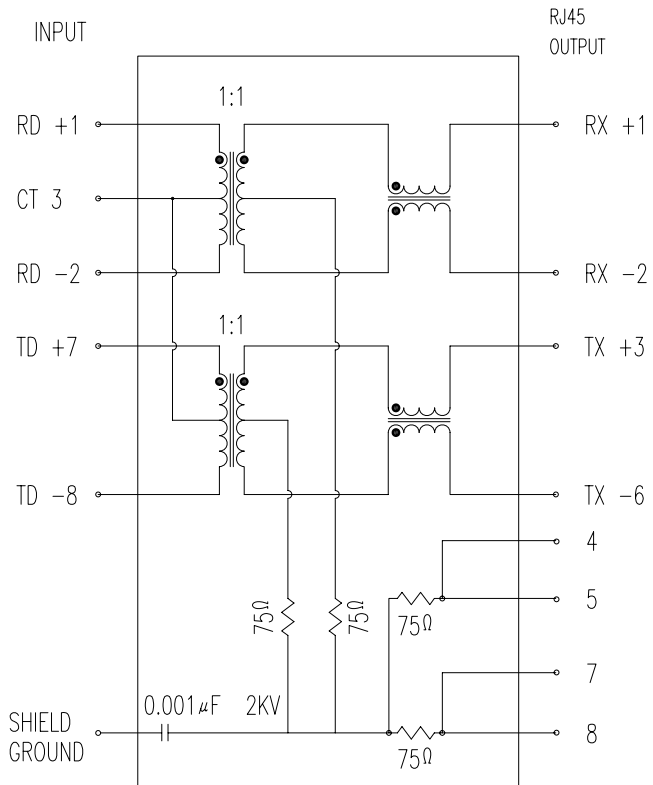 INPUT
RJ45
OUTPUT
1:1
RD +1
RX +1
CT 3
RD -2
RX -2
1:1
TD +7
TX +3
TD -8
TX -6
4
5
75Ω
75Ω
75Ω
7
0.001μF 2KV
8
SHIELD
GROUND
75Ω